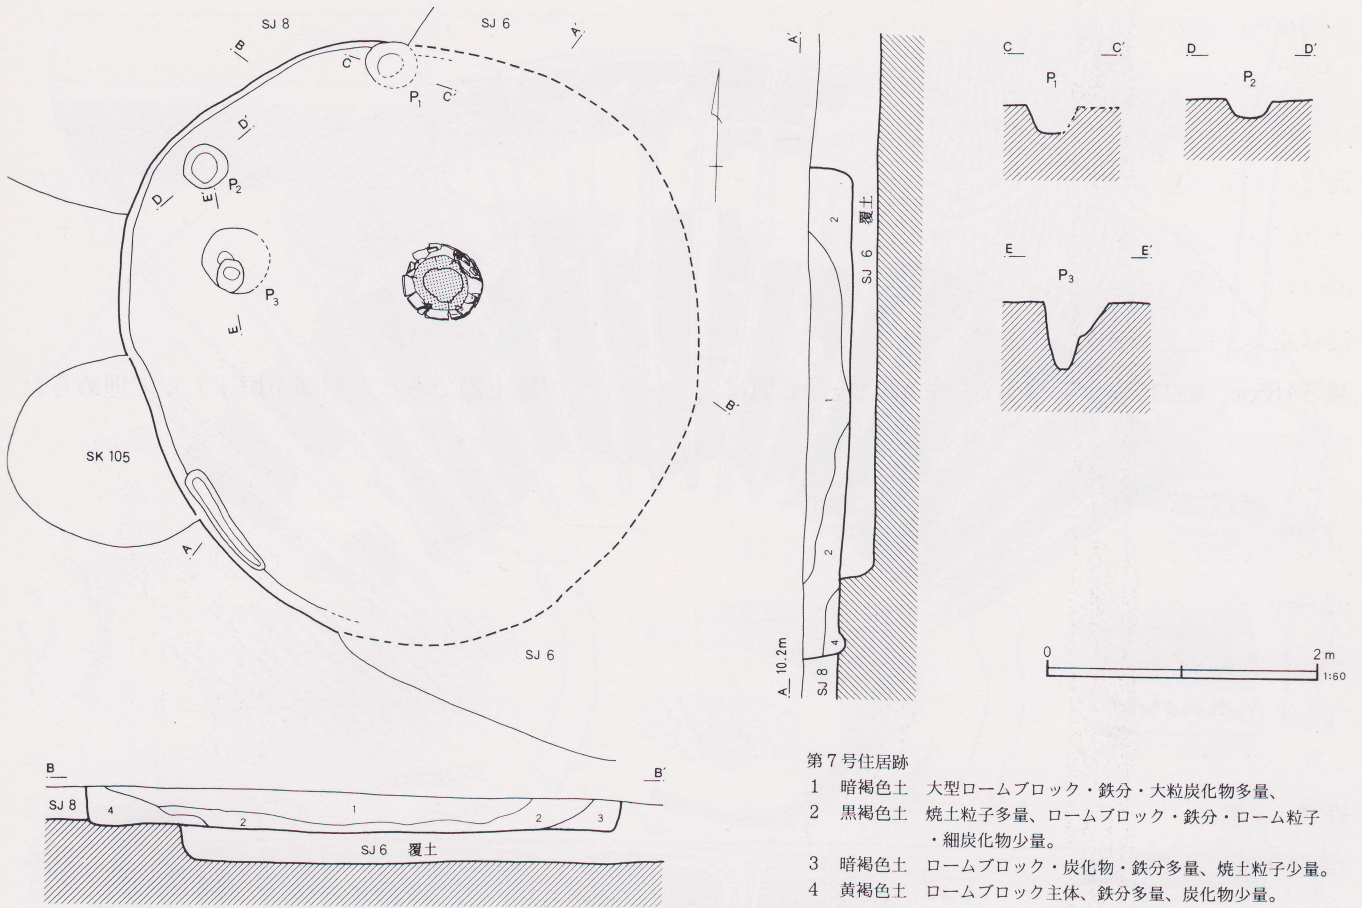 SJ 8
SJ 6
A′
B
C
C′
P1
D′
D
P2
E′
P3
E
SK 105
A
B′
SJ 6
A′
2
SJ 6 覆土
1
2
4
A 10.2m
SJ 8
C C′
P1
D D′
P2
E E′
P3
0 2 m
1:60
B B′
SJ 8
4
2
1
2
3
SJ 6 覆土
第7号住居跡
1 暗褐色土 大型ロームブロック・鉄分・大粒炭化物多量、
2 黒褐色土 焼土粒子多量、ロームブロック・鉄分・ローム粒子
・細炭化物少量。
3 暗褐色土 ロームブロック・炭化物・鉄分多量、焼土粒子少量。
4 黄褐色土 ロームブロック主体、鉄分多量、炭化物少量。